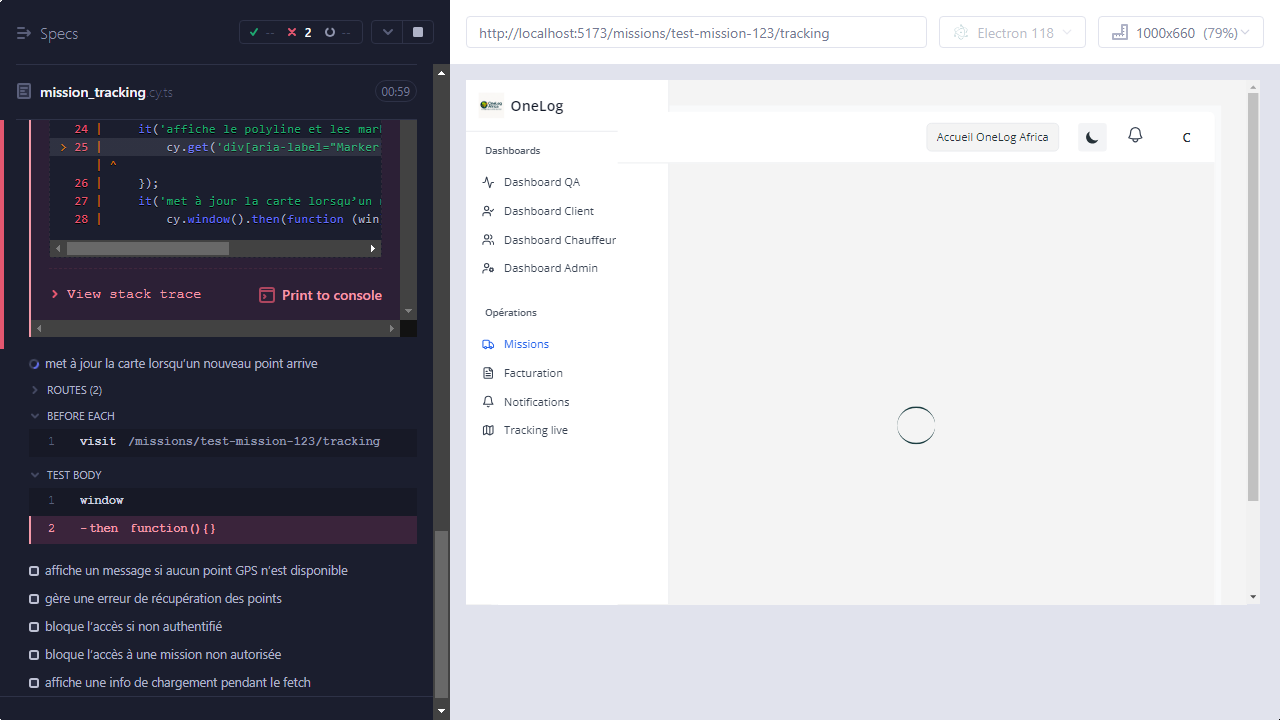 Specs
-- 2 --
mission_tracking.cy.ts
00:59
24 | it('affiche le polyline et les mar
> 25 | cy.get('div[aria-label="Marker
| ^
26 | });
27 | it('met à jour la carte lorsqu’un
28 | cy.window().then(function (win
View stack trace
Print to console
met à jour la carte lorsqu’un nouveau point arrive
ROUTES (2)
BEFORE EACH
1 visit /missions/test-mission-123/tracking
TEST BODY
1 window
2 -then function(){}
affiche un message si aucun point GPS n’est disponible
gère une erreur de récupération des points
bloque l’accès si non authentifié
bloque l’accès à une mission non autorisée
affiche une info de chargement pendant le fetch
http://localhost:5173/missions/test-mission-123/tracking
Electron 118
1000x660 (79%)
OneLog
Accueil OneLog Africa
C
Dashboards
Dashboard QA
Dashboard Client
Dashboard Chauffeur
Dashboard Admin
Opérations
Missions
Facturation
Notifications
Tracking live